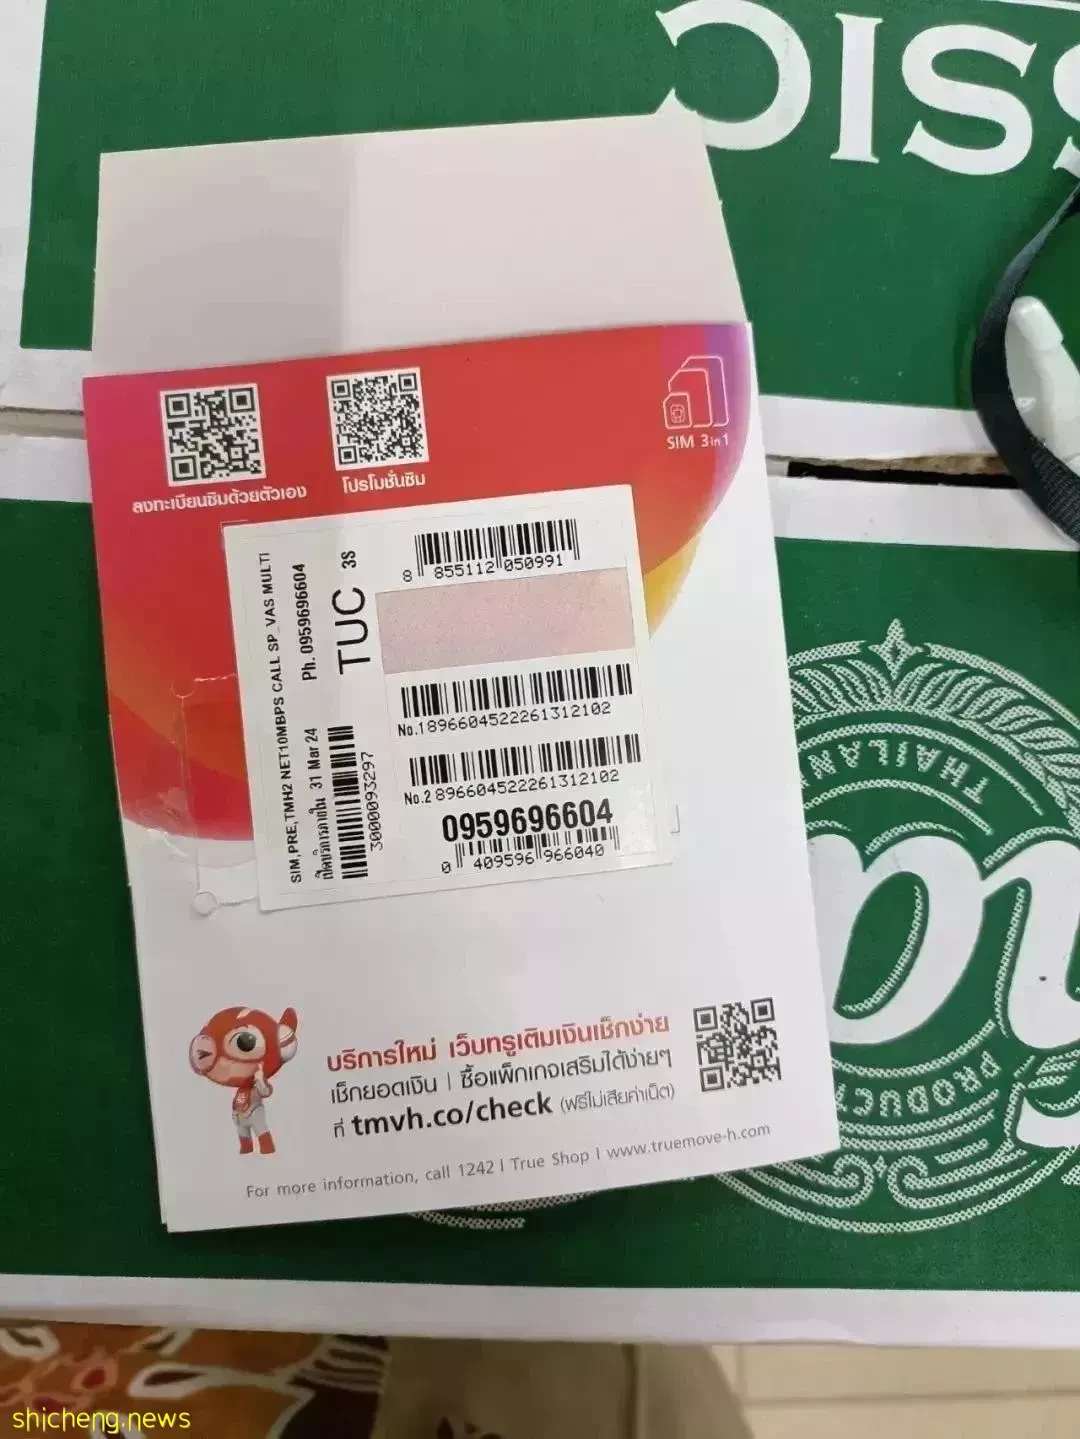 SSIC
SIM 3in1
ลงทะเบียนซิมด้วยตัวเอง
โปรโมชั่นซิม
SIM,PRE,TMH2 NET10MBPS CALL SP_VAS MULTI
เปิดบริการภายใน 31 Mar 24
Ph. 0959696604
3000093297
TUC 3S
8 855112 050991
No.1 8966045222261312102
No.2 8966045222261312102
0959696604
0 409596 966040
บริการใหม่ เว็บทรูเติมเงินเช็กง่าย
เช็กยอดเงิน | ซื้อแพ็กเกจเสริมได้ง่ายๆ
ที่ tmvh.co/check (ฟรีไม่เสียค่าเน็ต)
For more information, call 1242 | True Shop | www.truemove-h.com
THAILAND
PRODUCT
shicheng.news